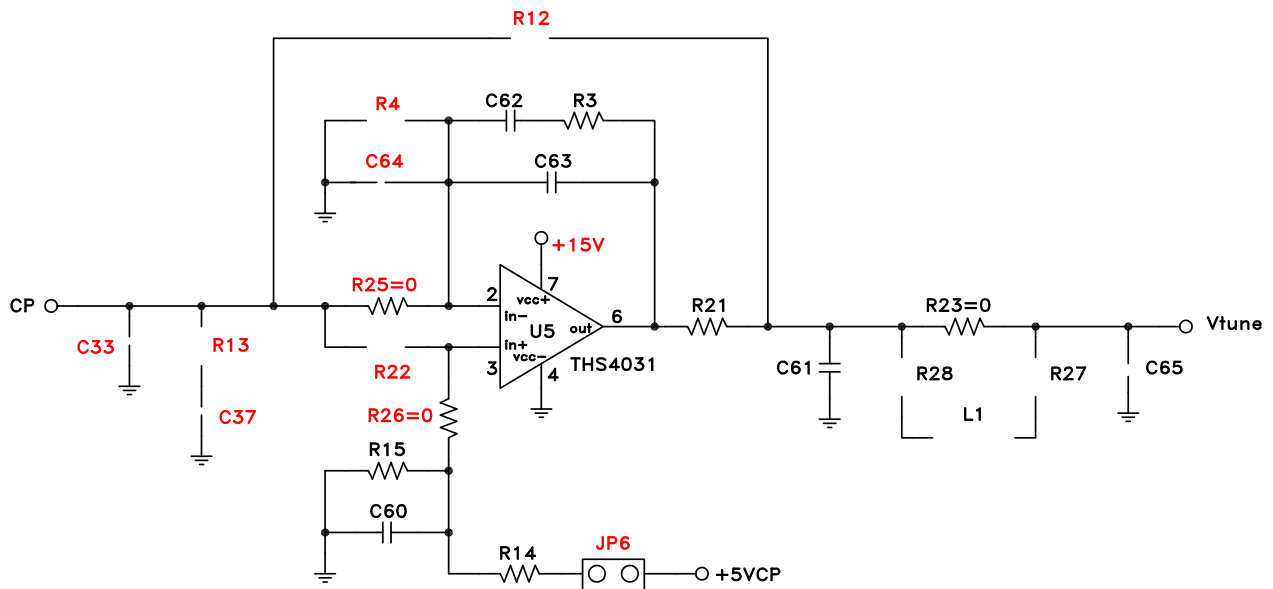 R12
R4
C62
R3
C64
C63
+15V
7
vcc+
CP
R25=0
2
in-
U5
out
6
R21
R23=0
Vtune
C33
R13
R22
in+
vcc-
3
4
THS4031
C61
R28
R27
C65
C37
R26=0
L1
R15
C60
R14
JP6
+5VCP